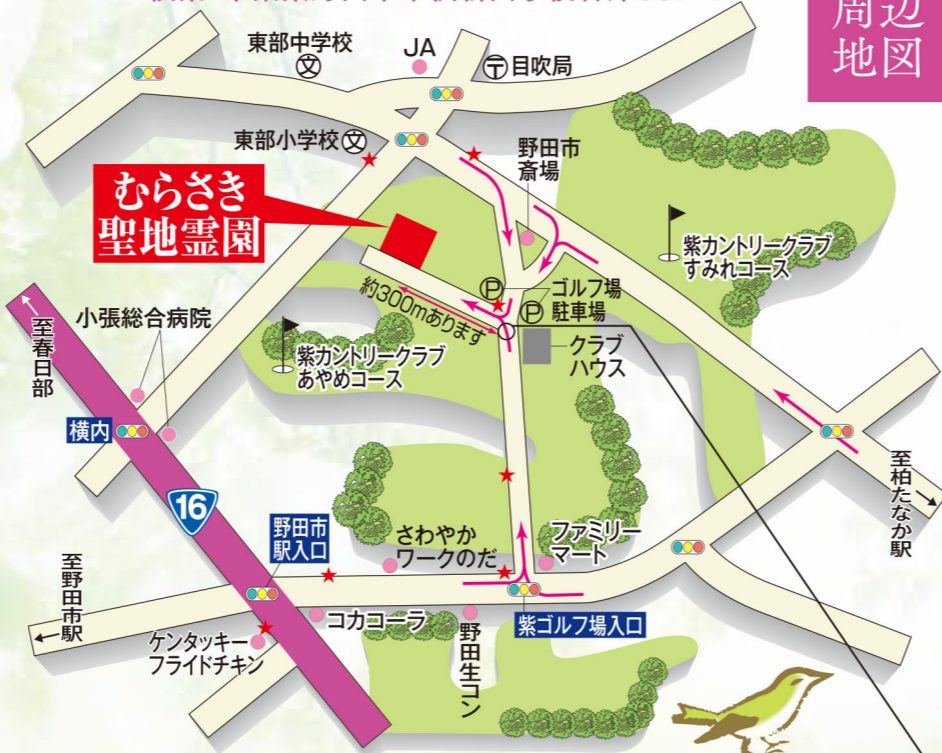 周辺
地図
東部中学校
文
JA
〒目吹局
東部小学校
文
野田市
斎場
むらさき
聖地霊園
紫カントリークラブ
すみれコース
P
ゴルフ場
駐車場
P
約300mあります
クラブ
ハウス
至春日部
小張総合病院
紫カントリークラブ
あやめコース
横内
16
至柏たなか駅
野田市
駅入口
さわやか
ワークのだ
ファミリー
マート
至野田市駅
コカコーラ
紫ゴルフ場入口
ケンタッキー
フライドチキン
野田生コン